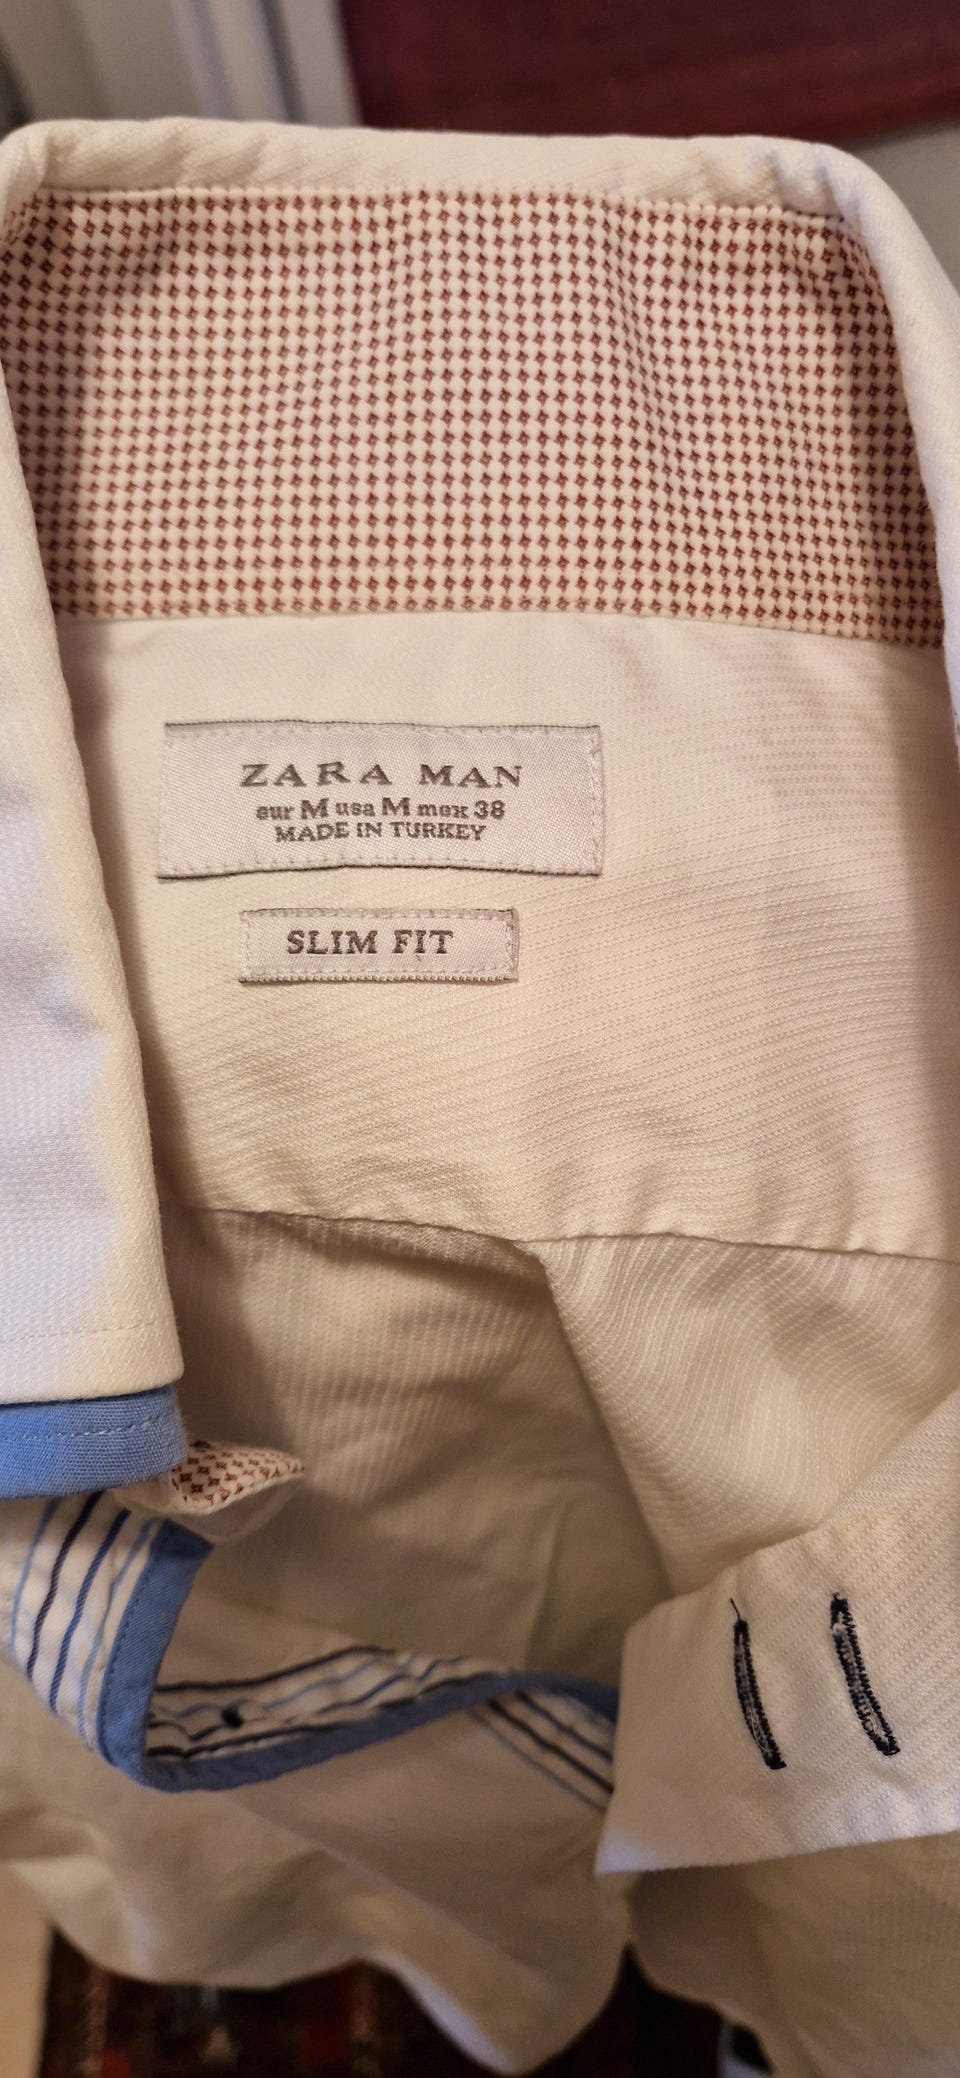 ZARA MAN
eur M usa M mex 38
MADE IN TURKEY
SLIM FIT